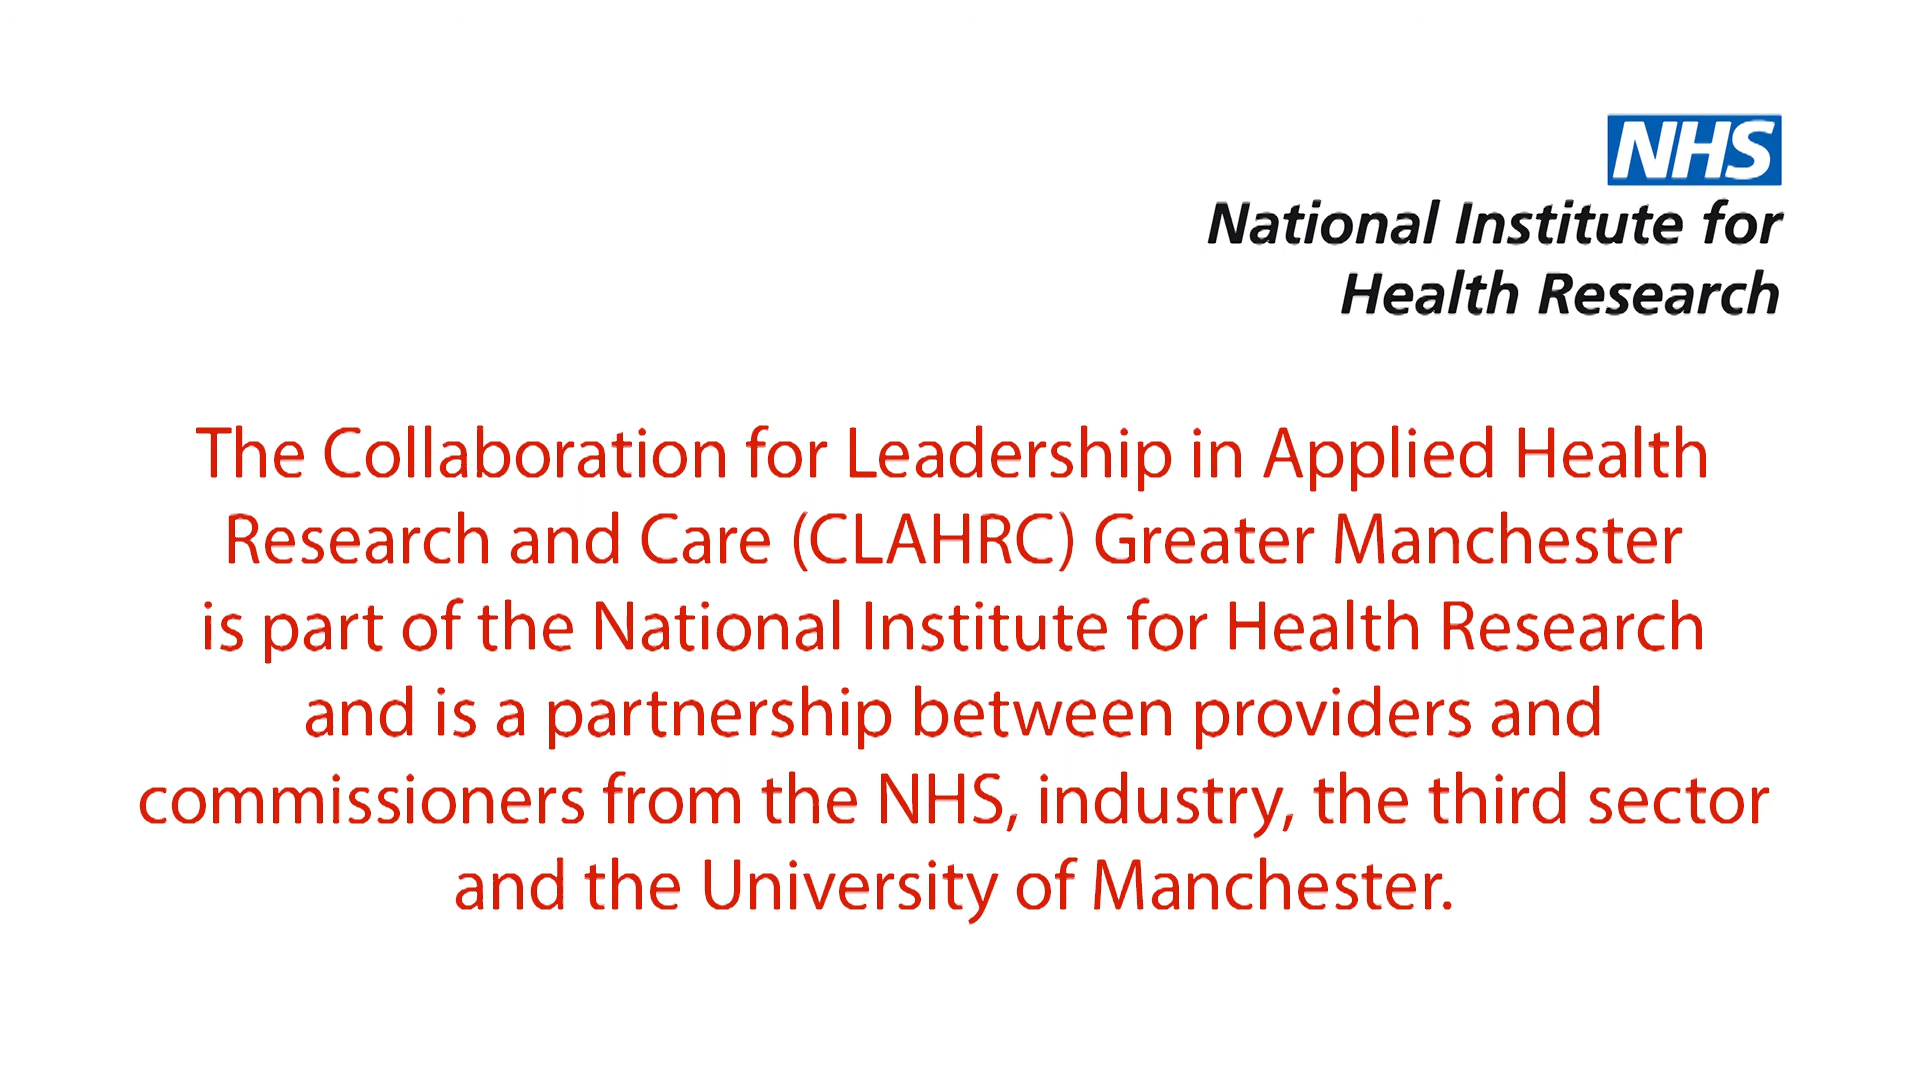 NHS
National Institute for
Health Research
The Collaboration for Leadership in Applied Health
Research and Care (CLAHRC) Greater Manchester
is part of the National Institute for Health Research
and is a partnership between providers and
commissioners from the NHS, industry, the third sector
and the University of Manchester.